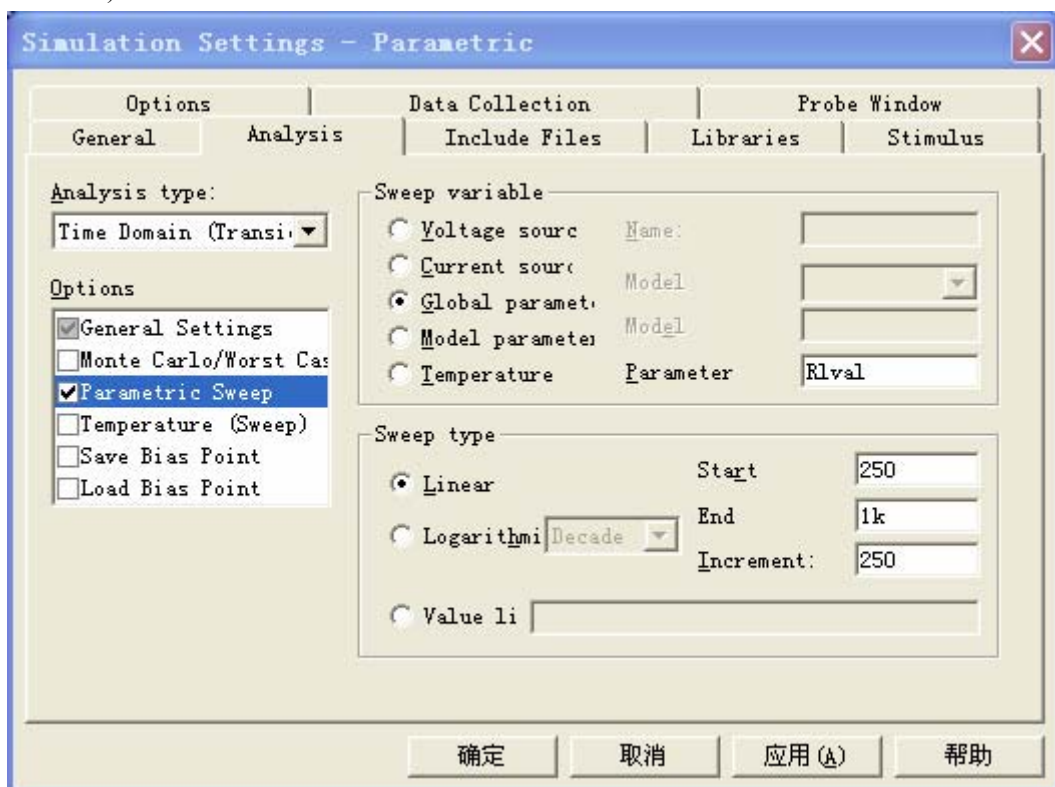 Simulation Settings - Parametric
Options Data Collection Probe Window
General Analysis Include Files Libraries Stimulus
Analysis type:
Time Domain (Transi
Options
General Settings
Monte Carlo/Worst Cas
Parametric Sweep
Temperature (Sweep)
Save Bias Point
Load Bias Point
Sweep variable
Voltage sourc Name:
Current sourc Model
Global paramet
Model parameter Model
Temperature Parameter Rlval
Sweep type
Linear Start 250
Logarithmi Decade End 1k
Increment: 250
Value li
确定 取消 应用(A) 帮助